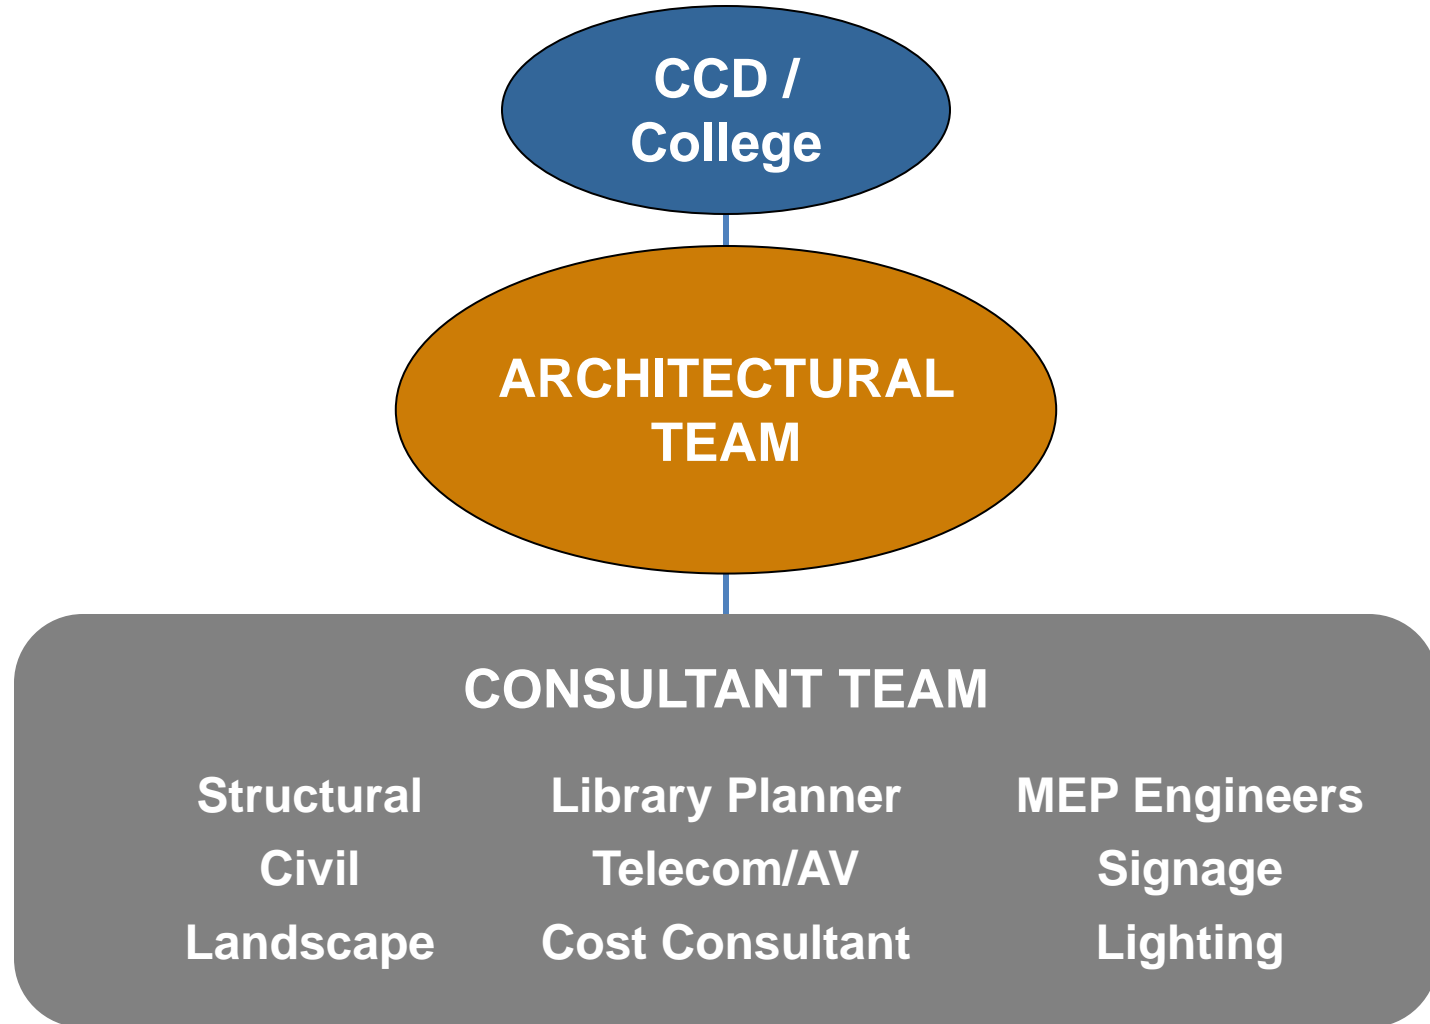 CCD /
College
ARCHITECTURAL
TEAM
CONSULTANT TEAM
Structural Library Planner MEP Engineers
Civil Telecom/AV Signage
Landscape Cost Consultant Lighting